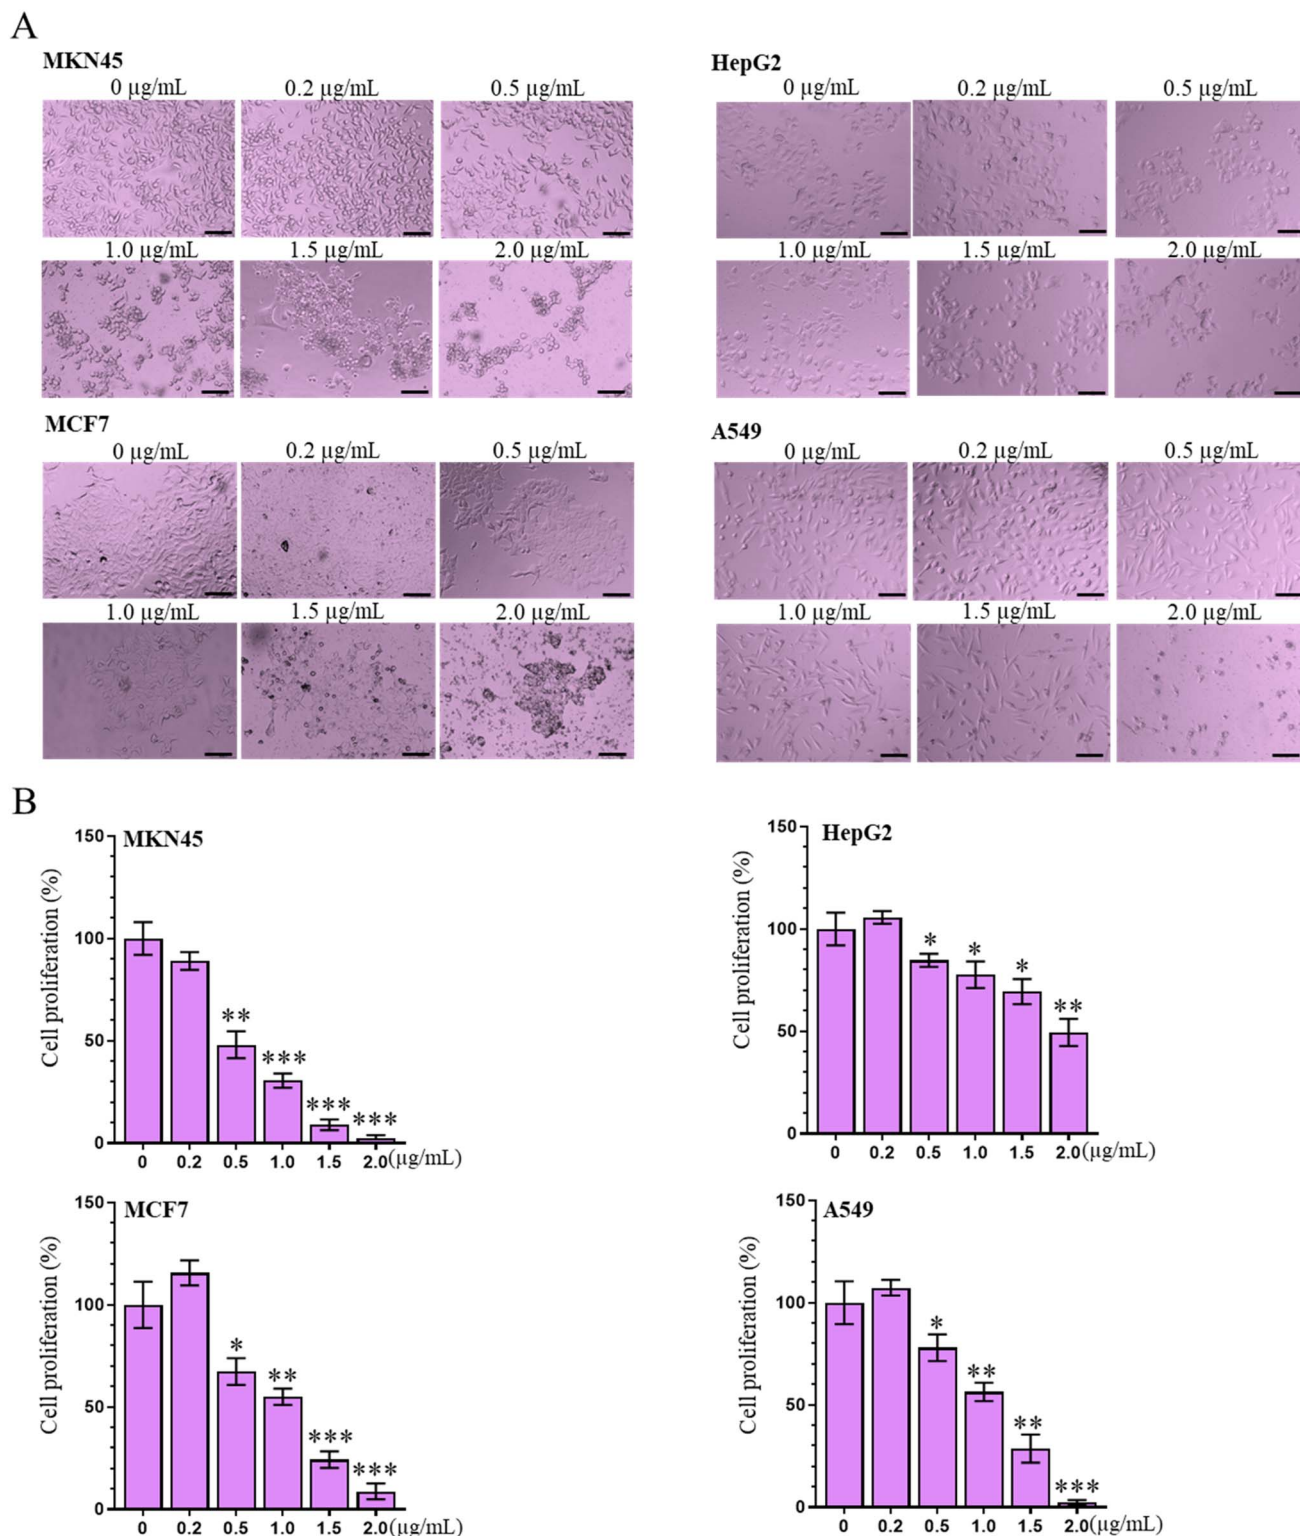 A
MKN45
0 µg/mL 0.2 µg/mL 0.5 µg/mL
1.0 µg/mL 1.5 µg/mL 2.0 µg/mL
HepG2
0 µg/mL 0.2 µg/mL 0.5 µg/mL
1.0 µg/mL 1.5 µg/mL 2.0 µg/mL
MCF7
0 µg/mL 0.2 µg/mL 0.5 µg/mL
1.0 µg/mL 1.5 µg/mL 2.0 µg/mL
A549
0 µg/mL 0.2 µg/mL 0.5 µg/mL
1.0 µg/mL 1.5 µg/mL 2.0 µg/mL
B
MKN45
Cell proliferation (%)
150
100
50
0
** *** *** ***
0 0.2 0.5 1.0 1.5 2.0 (µg/mL)
HepG2
Cell proliferation (%)
150
100
50
0
* * * **
0 0.2 0.5 1.0 1.5 2.0 (µg/mL)
MCF7
Cell proliferation (%)
150
100
50
0
* ** *** ***
0 0.2 0.5 1.0 1.5 2.0 (µg/mL)
A549
Cell proliferation (%)
150
100
50
0
* ** ** ***
0 0.2 0.5 1.0 1.5 2.0 (µg/mL)